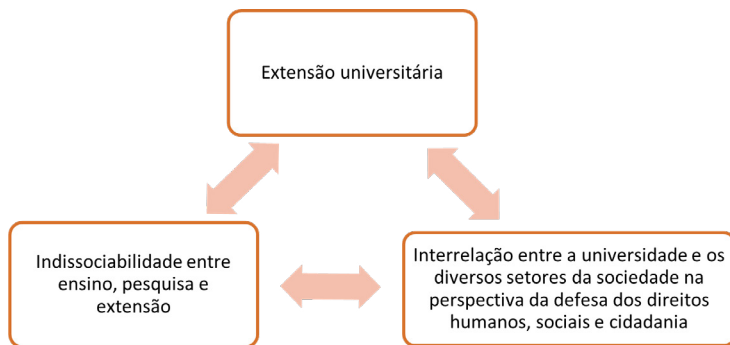 Extensão universitária
Indissociabilidade entre
ensino, pesquisa e
extensão
Interrelação entre a universidade e os
diversos setores da sociedade na
perspectiva da defesa dos direitos
humanos, sociais e cidadania